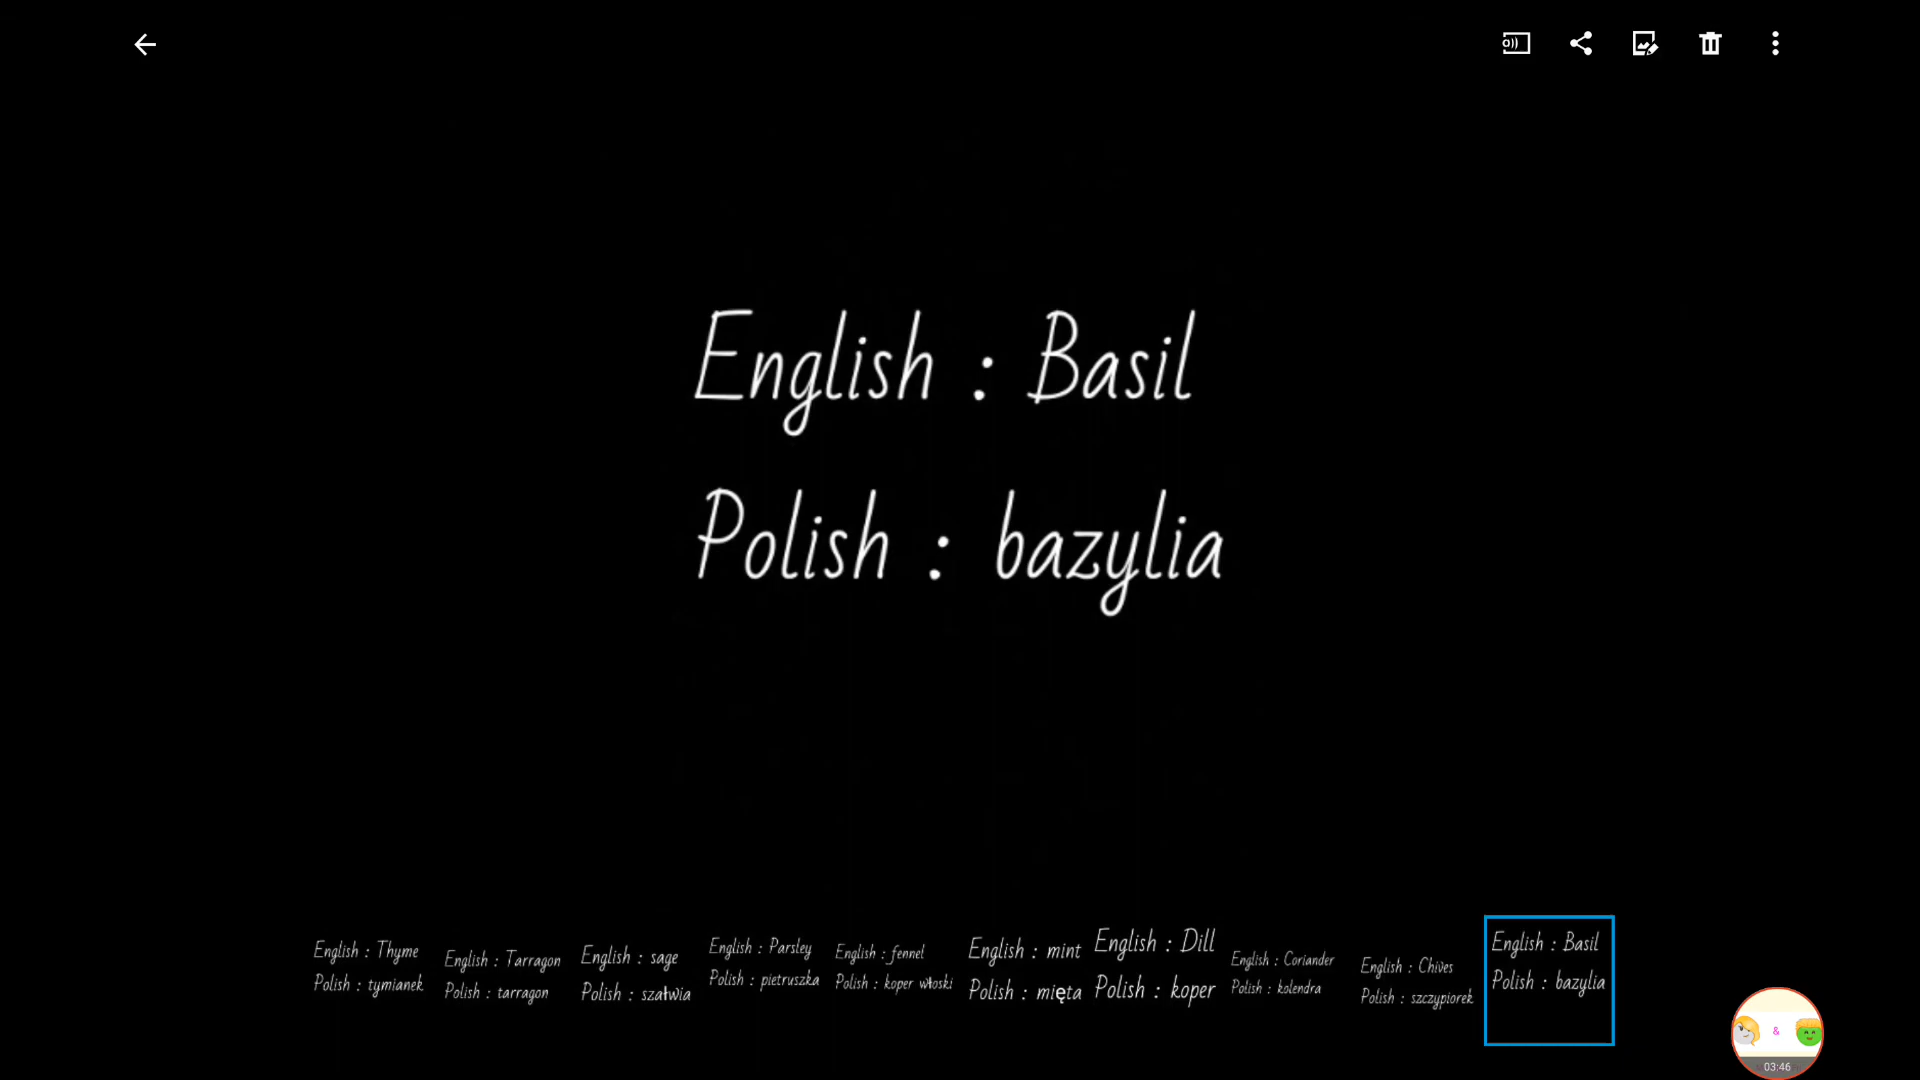 English : Basil
Polish : bazylia
English : Thyme
Polish : tymianek
English : Tarragon
Polish : tarragon
English : sage
Polish : szałwia
English : Parsley
Polish : pietruszka
English : fennel
Polish : koper włoski
English : mint
Polish : mięta
English : Dill
Polish : koper
English : Coriander
Polish : kolendra
English : Chives
Polish : szczypiorek
English : Basil
Polish : bazylia
&
03:46